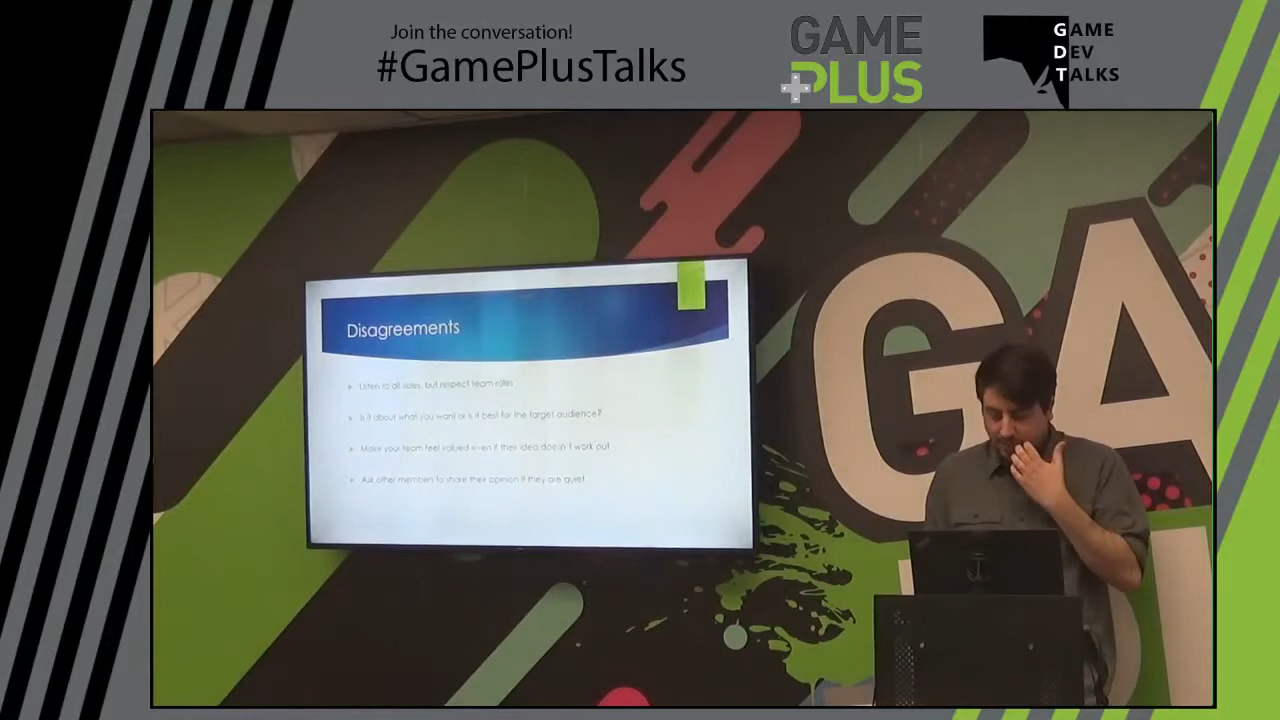 Join the conversation!
#GamePlusTalks
GAME
PLUS
GAME
DEV
TALKS
Disagreements
Listen to all sides, but respect team roles
Is it about what you want or is it best for the target audience?
Make your team feel valued even if their idea doesn't work out
Ask other members to share their opinion if they are quiet
GA